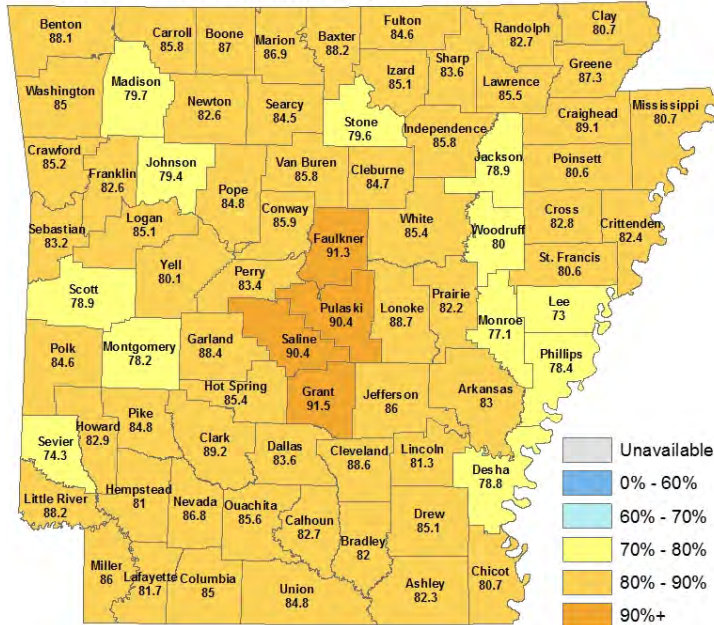 Benton
88.1
Carroll
85.8
Boone
87
Marion
86.9
Baxter
88.2
Fulton
84.6
Randolph
82.7
Clay
80.7
Washington
85
Madison
79.7
Newton
82.6
Searcy
84.5
Stone
79.6
Izard
85.1
Sharp
83.6
Lawrence
85.5
Greene
87.3
Independence
85.8
Craighead
89.1
Mississippi
80.7
Crawford
85.2
Franklin
82.6
Johnson
79.4
Pope
84.8
Van Buren
85.8
Cleburne
84.7
Jackson
78.9
Poinsett
80.6
Sebastian
83.2
Logan
85.1
Conway
85.9
Faulkner
91.3
White
85.4
Woodruff
80
Cross
82.8
Crittenden
82.4
St. Francis
80.6
Scott
78.9
Yell
80.1
Perry
83.4
Pulaski
90.4
Lonoke
88.7
Prairie
82.2
Monroe
77.1
Lee
73
Phillips
78.4
Polk
84.6
Montgomery
78.2
Garland
88.4
Saline
90.4
Hot Spring
85.4
Grant
91.5
Jefferson
86
Arkansas
83
Sevier
74.3
Howard
82.9
Pike
84.8
Clark
89.2
Dallas
83.6
Cleveland
88.6
Lincoln
81.3
Desha
78.8
Little River
88.2
Hempstead
81
Nevada
86.8
Ouachita
85.6
Calhoun
82.7
Bradley
82
Drew
85.1
Chicot
80.7
Miller
86
Lafayette
81.7
Columbia
85
Union
84.8
Ashley
82.3
Unavailable
0% - 60%
60% - 70%
70% - 80%
80% - 90%
90%+